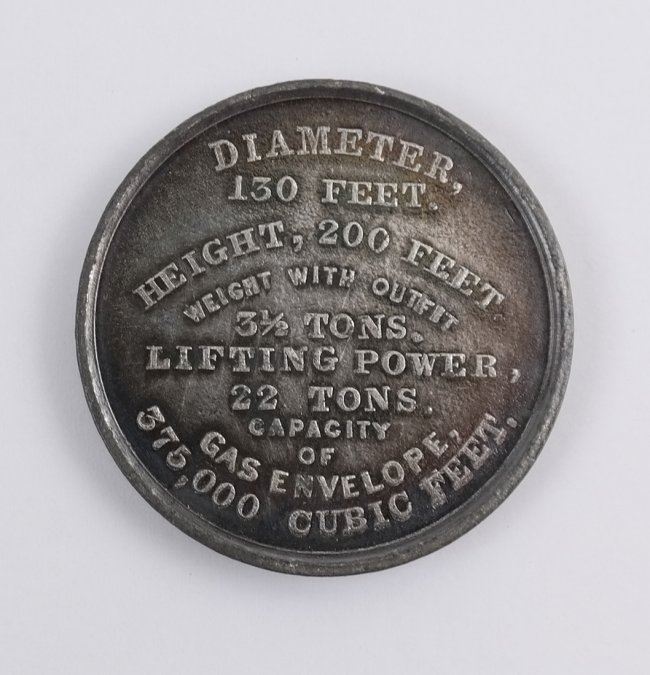 DIAMETER,
130 FEET.
HEIGHT, 200 FEET
WEIGHT WITH OUTFIT
3½ TONS.
LIFTING POWER,
22 TONS.
CAPACITY
OF
GAS ENVELOPE,
375,000 CUBIC FEET.